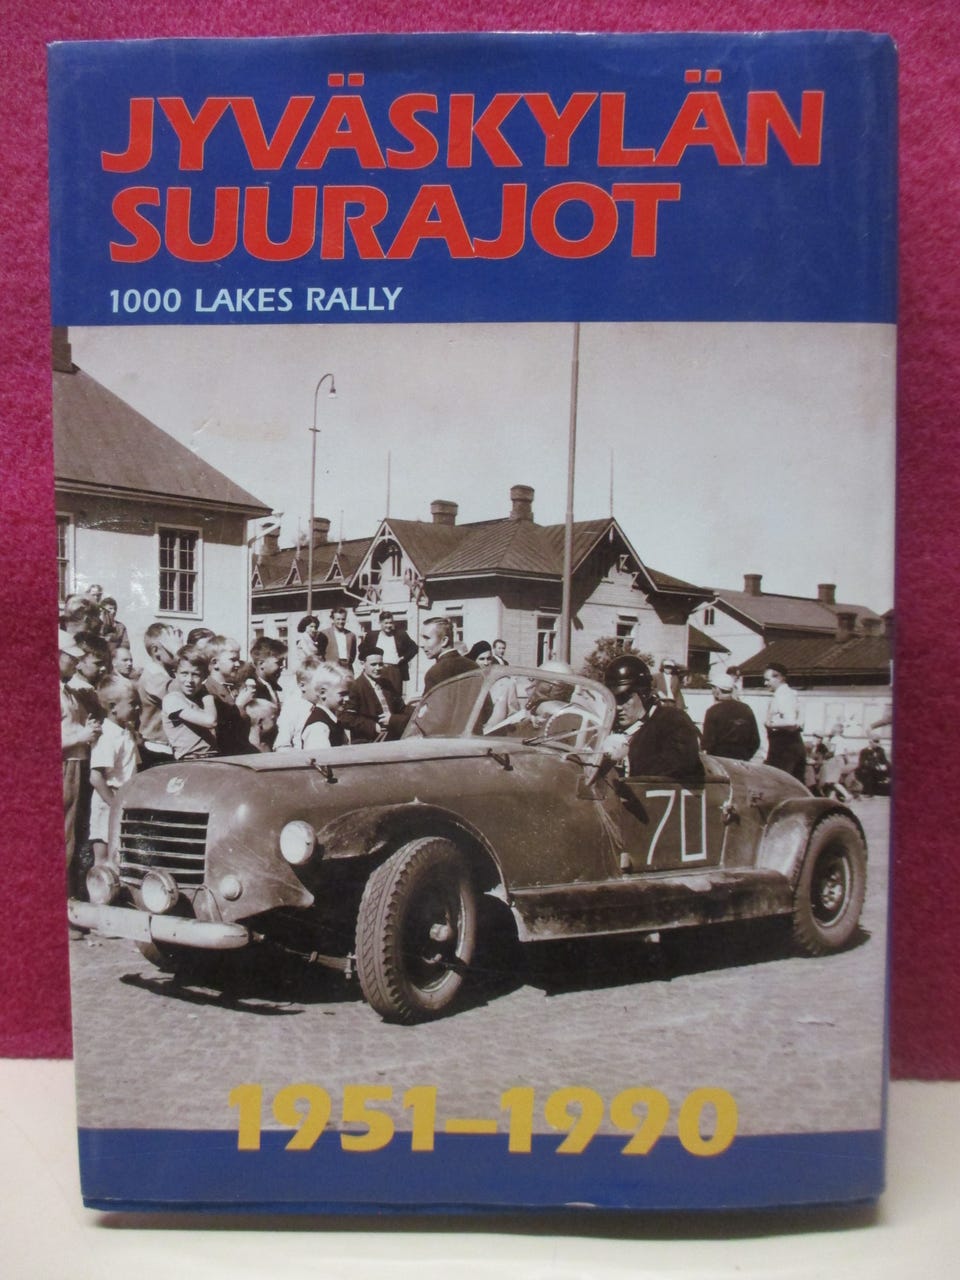 JYVÄSKYLÄN
SUURAJOT
1000 LAKES RALLY
70
1951–1990